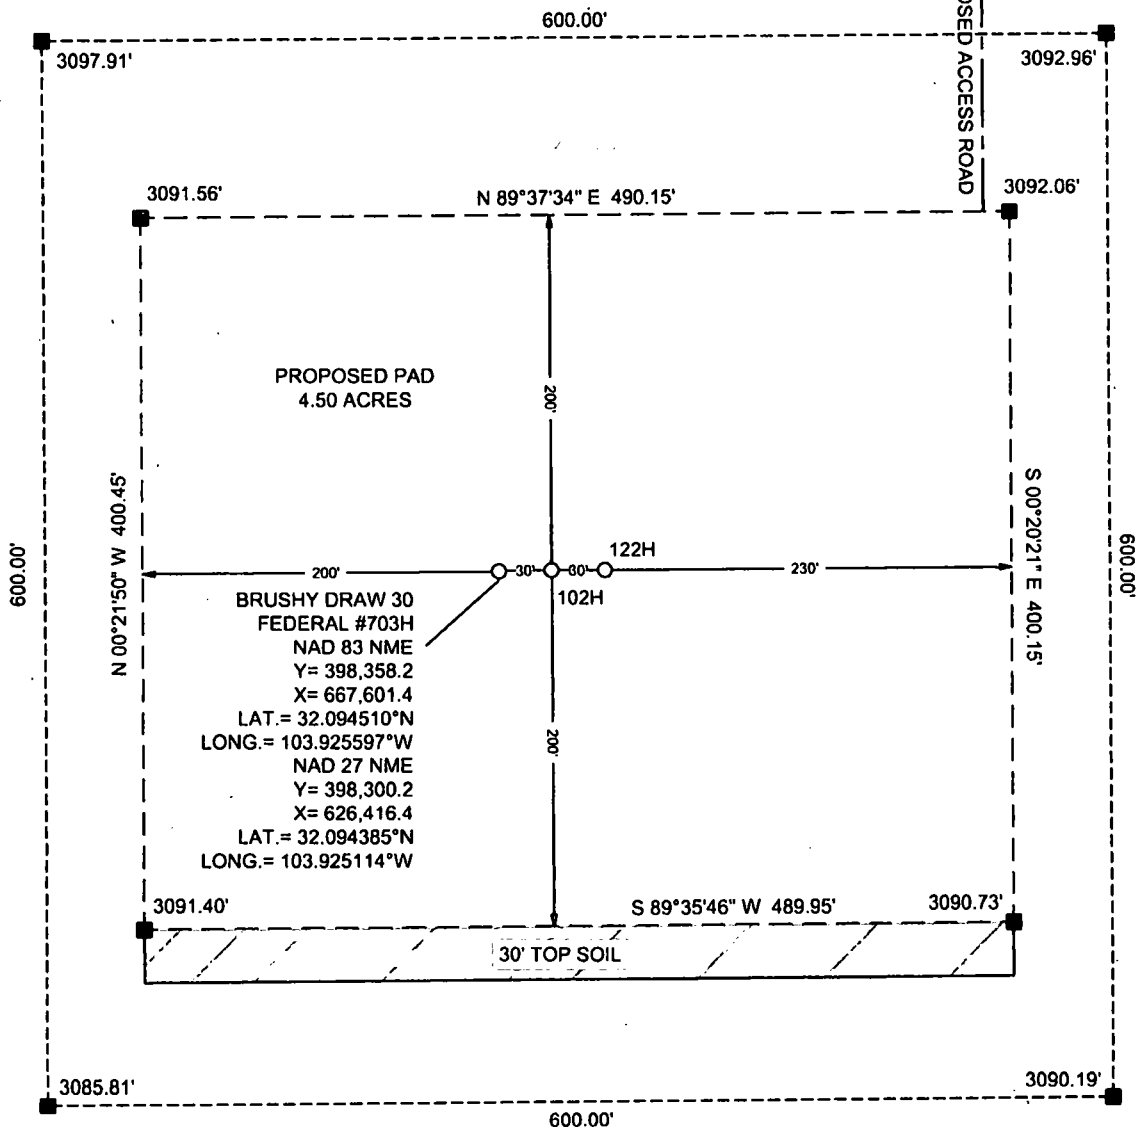 600.00'
3097.91'
3092.96'
OSED ACCESS ROAD
3091.56'
N 89°37'34" E 490.15'
3092.06'
PROPOSED PAD
4.50 ACRES
200'
N 00°21'50" W 400.45'
S 00°20'21" E 400.15'
600.00'
600.00'
122H
200'
30'
30'
230'
102H
BRUSHY DRAW 30
FEDERAL #703H
NAD 83 NME
Y= 398,358.2
X= 667,601.4
LAT.= 32.094510°N
LONG.= 103.925597°W
NAD 27 NME
Y= 398,300.2
X= 626,416.4
LAT.= 32.094385°N
LONG.= 103.925114°W
200'
3091.40'
S 89°35'46" W 489.95'
3090.73'
30' TOP SOIL
3085.81'
3090.19'
600.00'